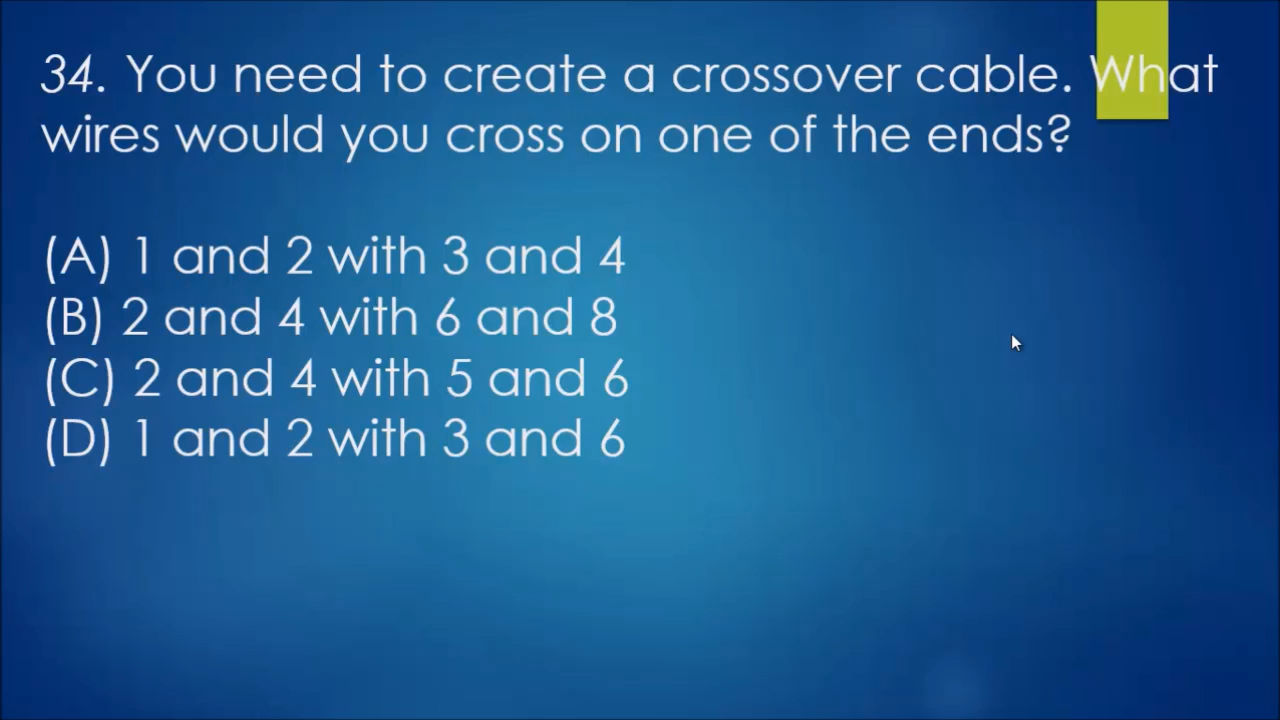 34. You need to create a crossover cable. What
wires would you cross on one of the ends?
(A) 1 and 2 with 3 and 4
(B) 2 and 4 with 6 and 8
(C) 2 and 4 with 5 and 6
(D) 1 and 2 with 3 and 6